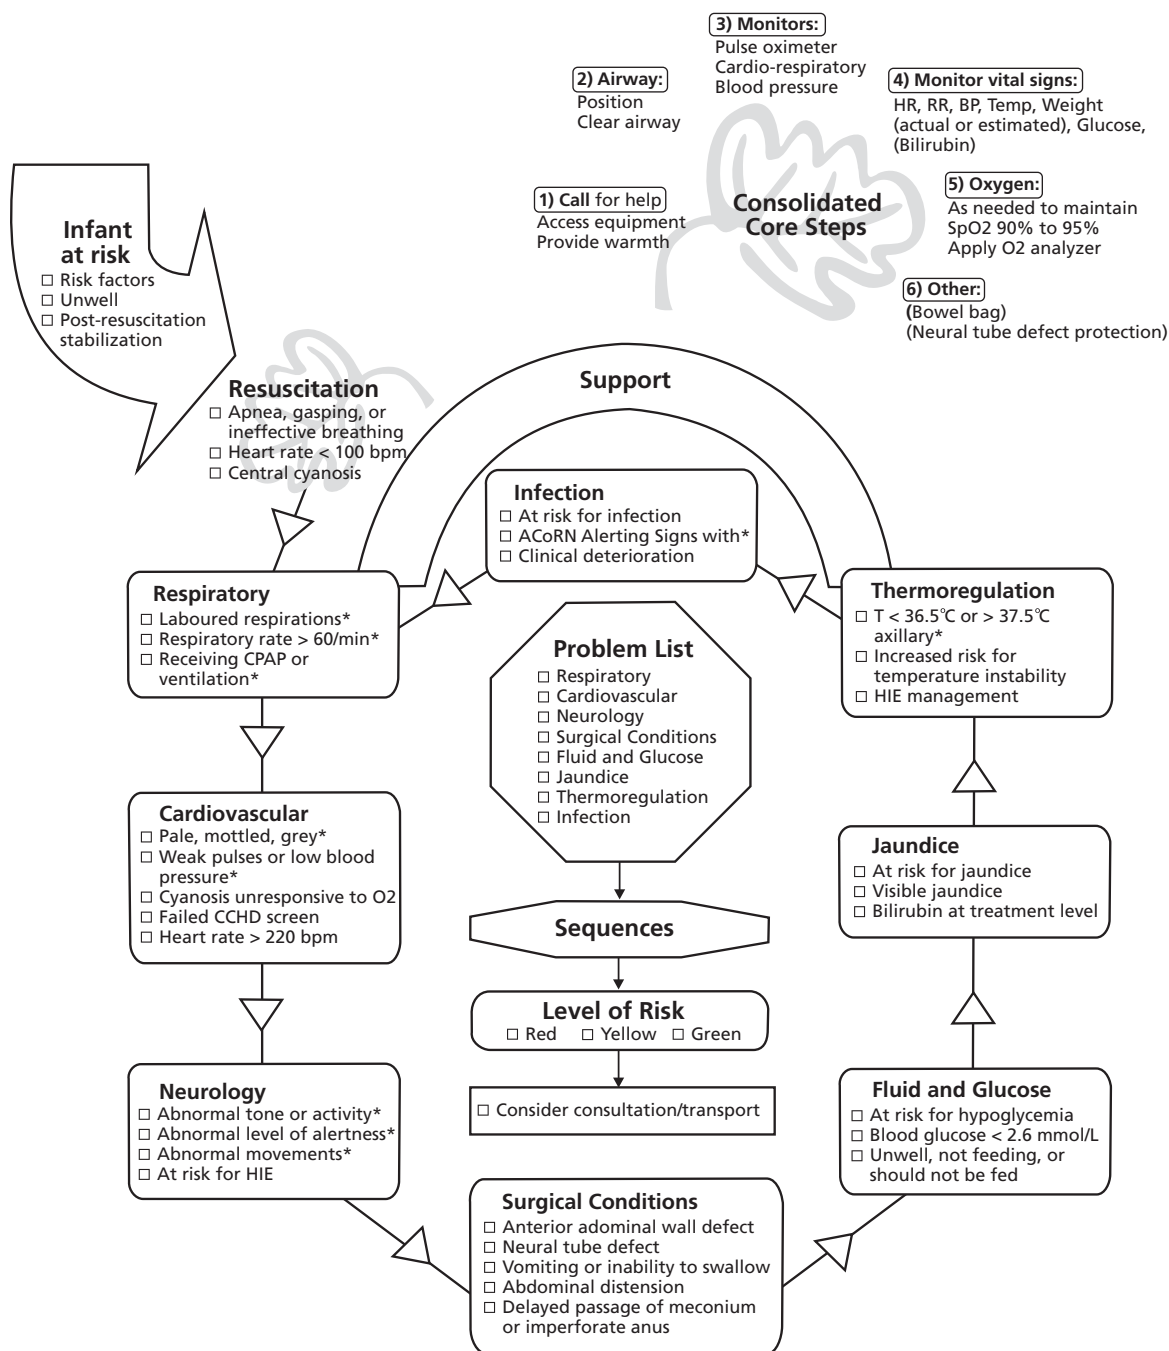 3) Monitors:
Pulse oximeter
Cardio-respiratory
Blood pressure
2) Airway:
Position
Clear airway
4) Monitor vital signs:
HR, RR, BP, Temp, Weight
(actual or estimated), Glucose,
(Bilirubin)
1) Call for help
Access equipment
Provide warmth
Consolidated
Core Steps
5) Oxygen:
As needed to maintain
SpO2 90% to 95%
Apply O2 analyzer
6) Other:
(Bowel bag)
(Neural tube defect protection)
Infant
at risk
☐ Risk factors
☐ Unwell
☐ Post-resuscitation
stabilization
Resuscitation
☐ Apnea, gasping, or
ineffective breathing
☐ Heart rate < 100 bpm
☐ Central cyanosis
Support
Infection
☐ At risk for infection
☐ ACoRN Alerting Signs with*
☐ Clinical deterioration
Respiratory
☐ Laboured respirations*
☐ Respiratory rate > 60/min*
☐ Receiving CPAP or
ventilation*
Thermoregulation
☐ T < 36.5℃ or > 37.5℃
axillary*
☐ Increased risk for
temperature instability
☐ HIE management
Problem List
☐ Respiratory
☐ Cardiovascular
☐ Neurology
☐ Surgical Conditions
☐ Fluid and Glucose
☐ Jaundice
☐ Thermoregulation
☐ Infection
Cardiovascular
☐ Pale, mottled, grey*
☐ Weak pulses or low blood
pressure*
☐ Cyanosis unresponsive to O2
☐ Failed CCHD screen
☐ Heart rate > 220 bpm
Jaundice
☐ At risk for jaundice
☐ Visible jaundice
☐ Bilirubin at treatment level
Sequences
Level of Risk
☐ Red ☐ Yellow ☐ Green
☐ Consider consultation/transport
Neurology
☐ Abnormal tone or activity*
☐ Abnormal level of alertness*
☐ Abnormal movements*
☐ At risk for HIE
Fluid and Glucose
☐ At risk for hypoglycemia
☐ Blood glucose < 2.6 mmol/L
☐ Unwell, not feeding, or
should not be fed
Surgical Conditions
☐ Anterior adominal wall defect
☐ Neural tube defect
☐ Vomiting or inability to swallow
☐ Abdominal distension
☐ Delayed passage of meconium
or imperforate anus